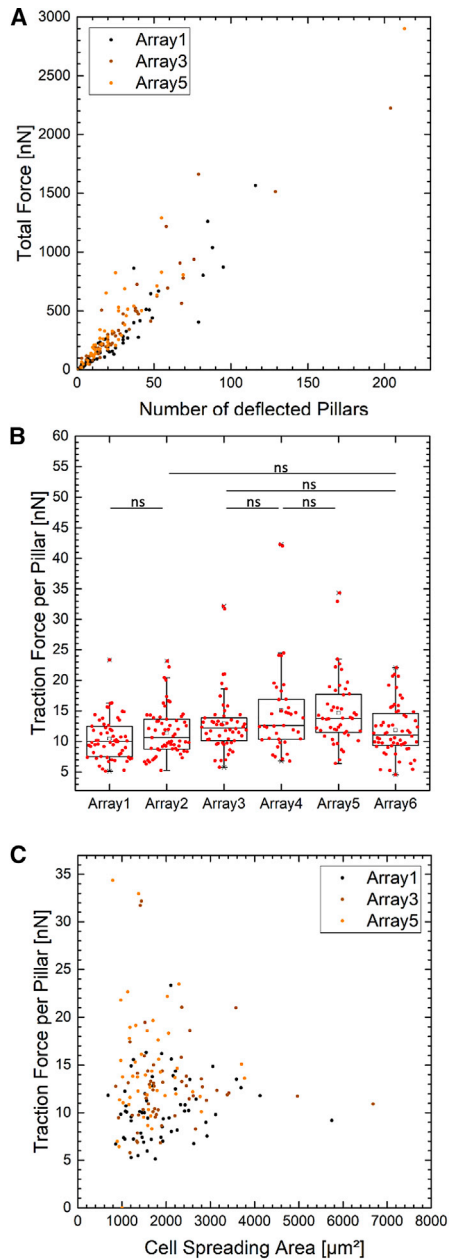 A
3000
2500
2000
1500
1000
500
0
Total Force [nN]
Array1
Array3
Array5
0 50 100 150 200
Number of deflected Pillars
B
60
55
50
45
40
35
30
25
20
15
10
5
Traction Force per Pillar [nN]
ns
ns
ns ns ns
Array1 Array2 Array3 Array4 Array5 Array6
C
35
30
25
20
15
10
5
0
Traction Force per Pillar [nN]
Array1
Array3
Array5
0 1000 2000 3000 4000 5000 6000 7000 8000
Cell Spreading Area [µm²]